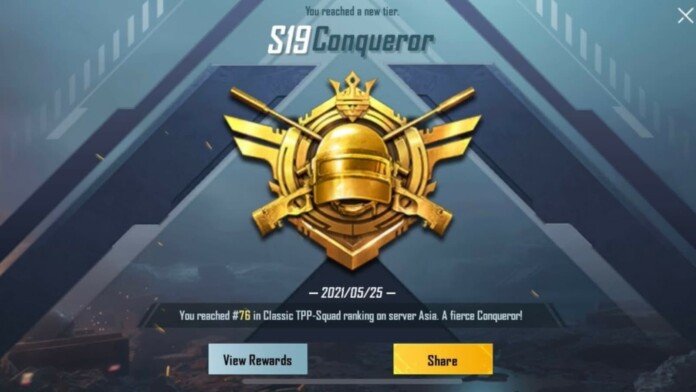 You reached a new tier.
S19 Conqueror
— 2021/05/25 —
You reached #76 in Classic TPP-Squad ranking on server Asia. A fierce Conqueror!
View Rewards
Share